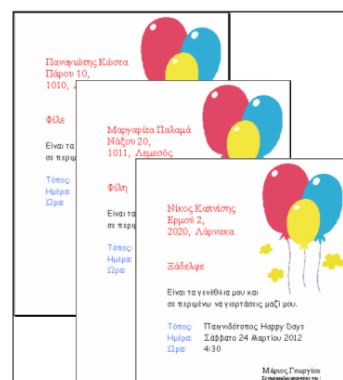 Παναγιώτης Κώστα
Πάρου 10,
1010,
Φίλε
Είναι τα
σε περιμ
Τόπος:
Ημέρα:
Ώρα:
Μαργαρίτα Παλαμά
Νάξου 20,
1011, Λεμεσός
Φίλη
Είναι τα
σε περιμ
Τόπος:
Ημέρα:
Ώρα:
Νίκος Καπνίσης
Ερμού 2,
2020, Λάρνακα
Ξάδελφε
Είναι τα γενέθλια μου και
σε περιμένω να γιορτάσεις μαζί μου.
Τόπος: Παιγνιδότοπος Happy Days
Ημέρα: Σάββατο 24 Μαρτίου 2012
Ώρα: 4:30
Μάριος Γεωργίου